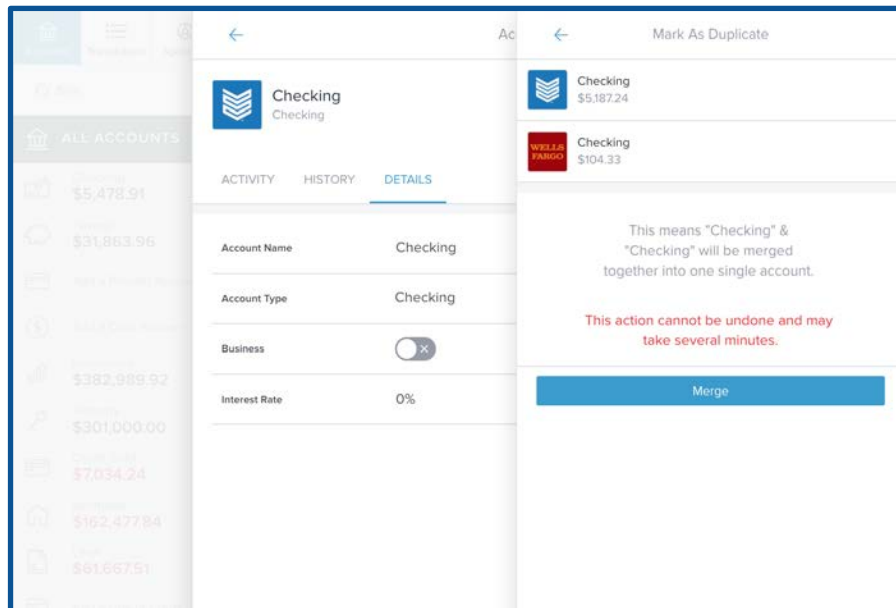 ALL ACCOUNTS
$5,478.91
$31,863.96
$382,989.92
$301,000.00
$7,034.24
$162,477.84
$61,667.51
Ac
Checking
Checking
ACTIVITY HISTORY DETAILS
Account Name Checking
Account Type Checking
Business
Interest Rate 0%
Mark As Duplicate
Checking
$5,187.24
WELLS
FARGO
Checking
$104.33
This means "Checking" &
"Checking" will be merged
together into one single account.
This action cannot be undone and may
take several minutes.
Merge